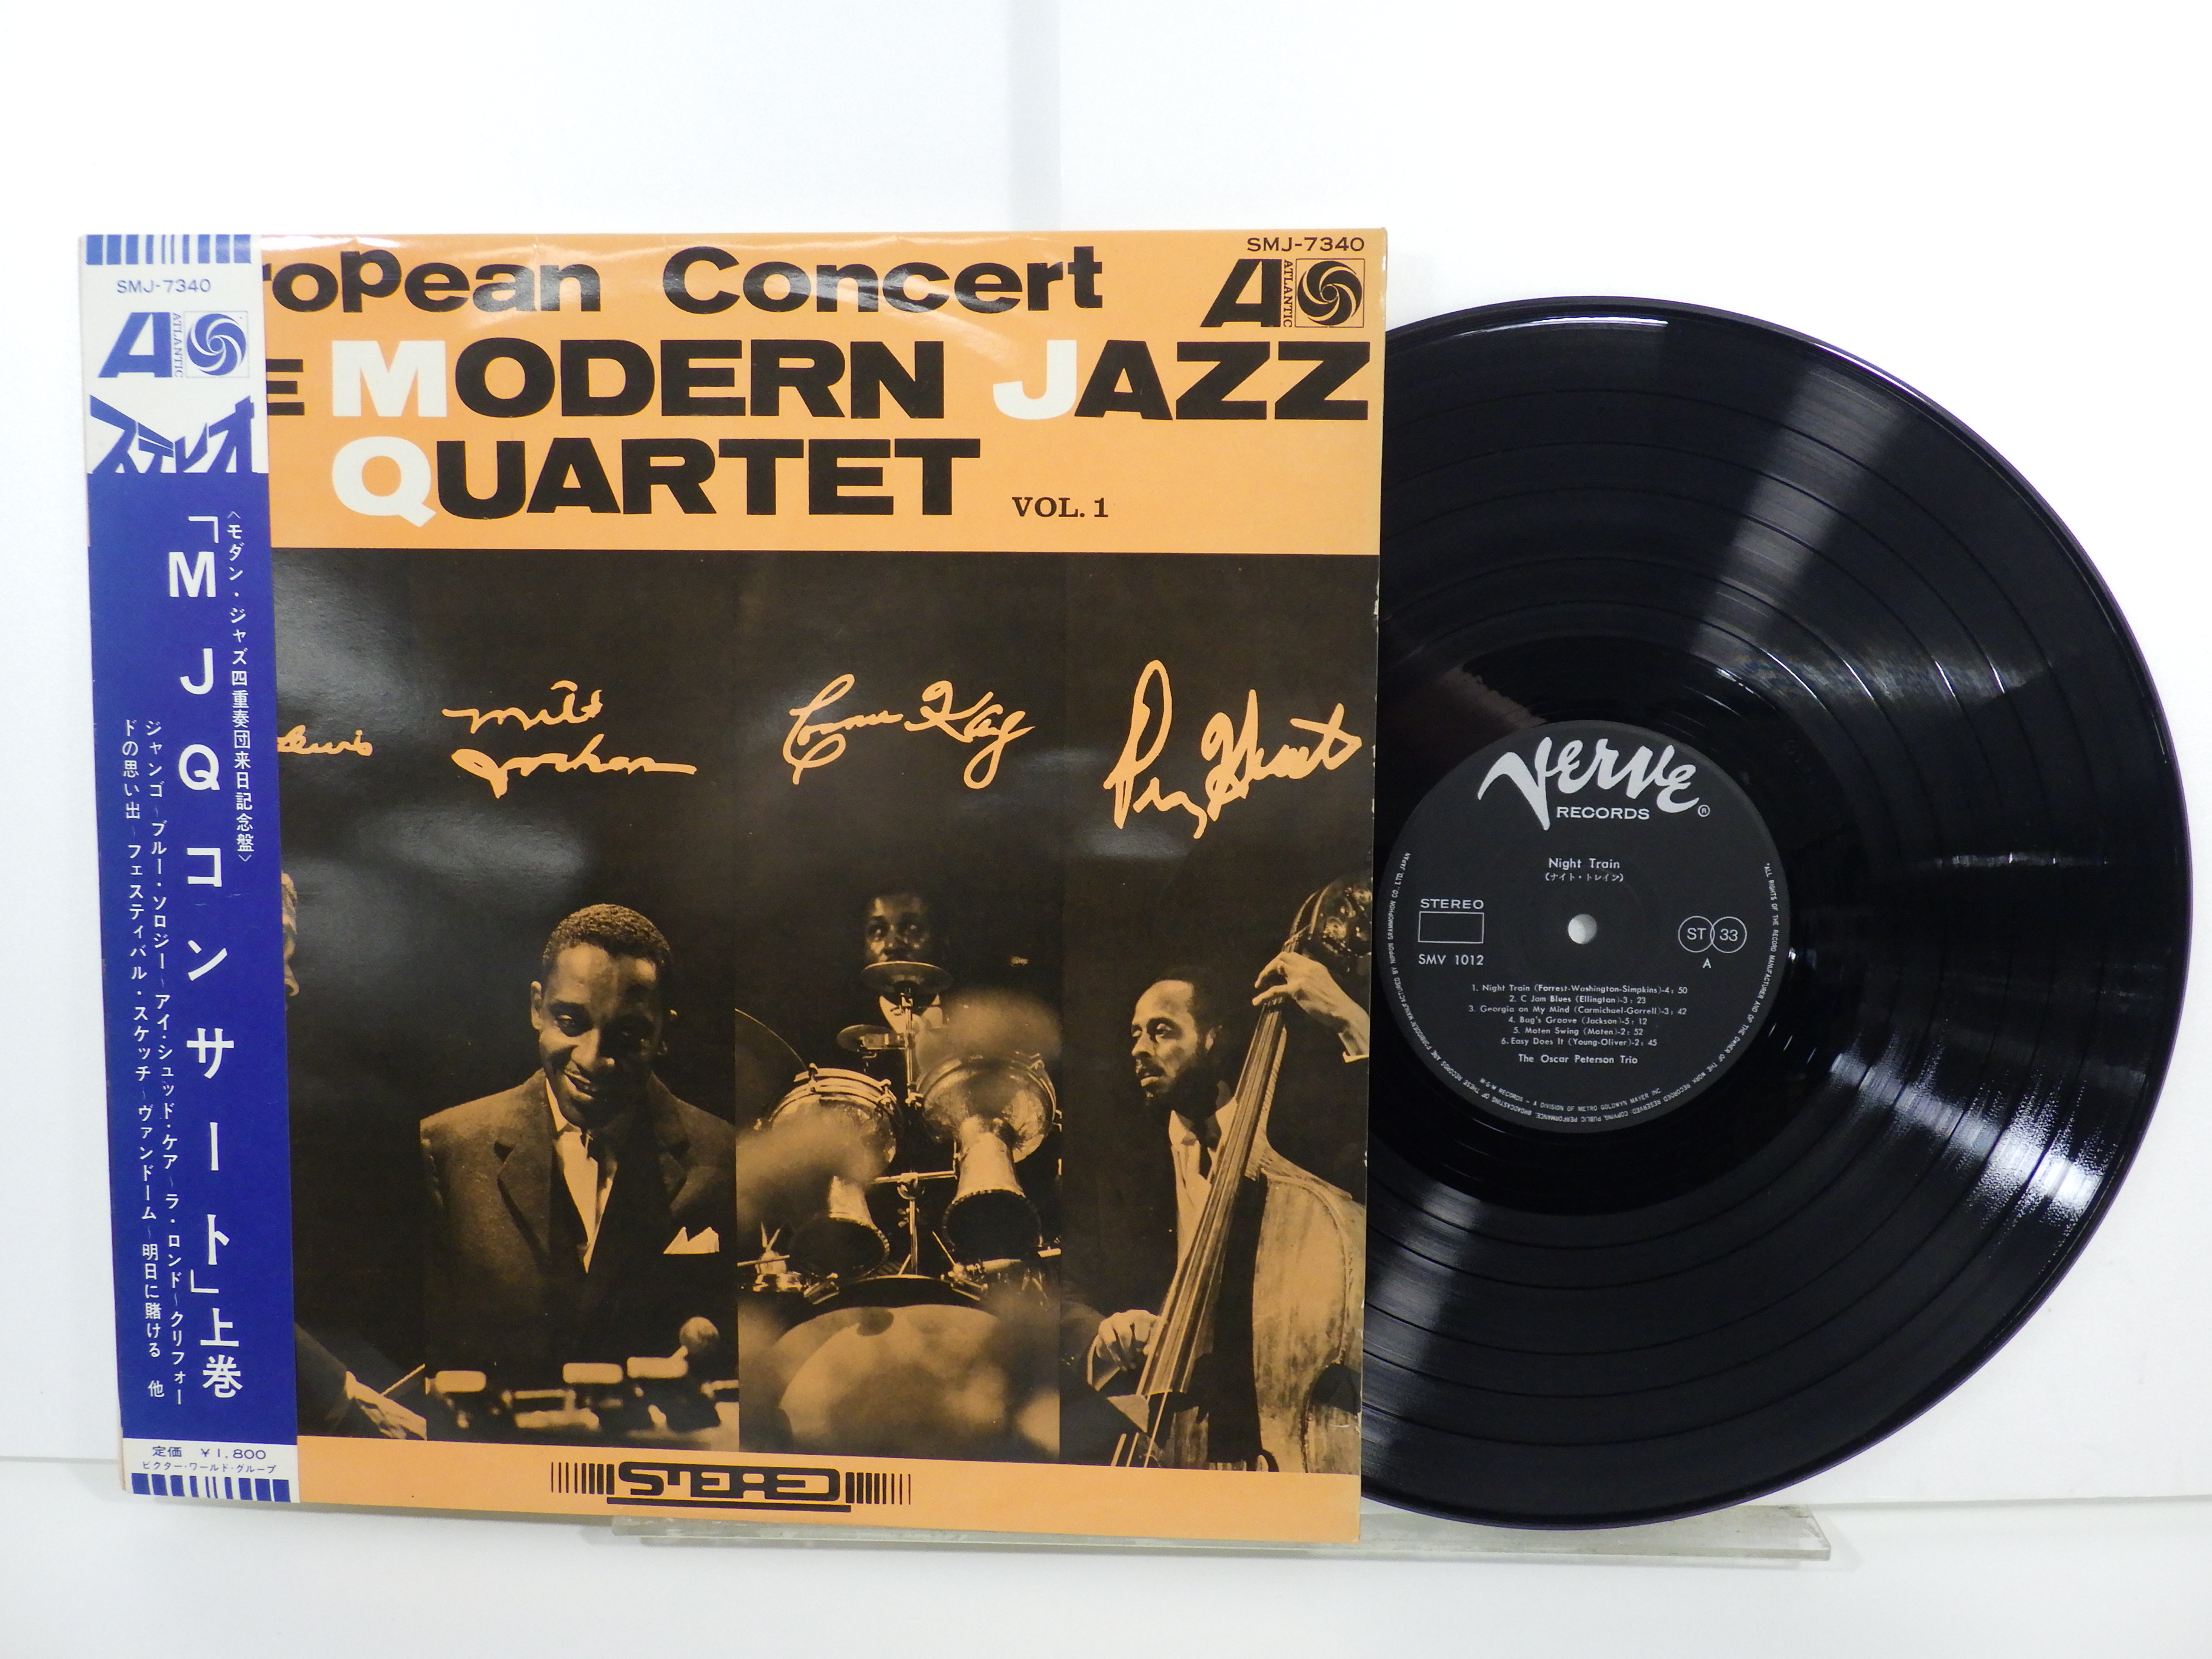 SMJ-7340
ATLANTIC
ステレオ
〈モダン・ジャズ四重奏団来日記念盤〉
「MJQコンサート」上巻
ジャンゴ〜ブルー・ソロジー〜アイ・シュッド・ケア〜ラ・ロンド〜クリフォー
ドの思い出〜フェスティバル・スケッチ〜ヴァンドーム〜明日に賭ける 他
定価 ¥1,800
ビクター・ワールド・グループ
SMJ-7340
ropean Concert
ATLANTIC
E MODERN JAZZ
QUARTET VOL. 1
Lewis
Milt
Jackson
Connie Kay
Percy Heath
STEREO
Verve
RECORDS ®
Night Train
(ナイト・トレイン)
STEREO
SMV 1012
ST 33
A
1. Night Train (Forrest-Washington-Simpkins)-4:50
2. C Jam Blues (Ellington)-3:23
3. Georgia on My Mind (Carmichael-Gorrell)-3:42
4. Bag's Groove (Jackson)-5:12
5. Moten Swing (Moten)-2:52
6. Easy Does It (Young-Oliver)-2:45
The Oscar Peterson Trio